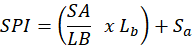 SPI = (SA/LB x L_b) + S_a